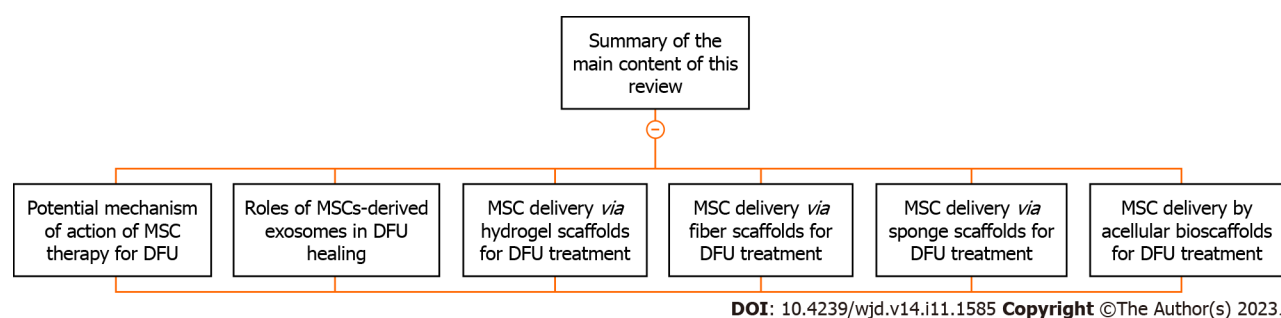 Summary of the
main content of this
review
Potential mechanism
of action of MSC
therapy for DFU
Roles of MSCs-derived
exosomes in DFU
healing
MSC delivery via
hydrogel scaffolds
for DFU treatment
MSC delivery via
fiber scaffolds for
DFU treatment
MSC delivery via
sponge scaffolds for
DFU treatment
MSC delivery by
acellular bioscaffolds
for DFU treatment
DOI: 10.4239/wjd.v14.i11.1585 Copyright ©The Author(s) 2023.